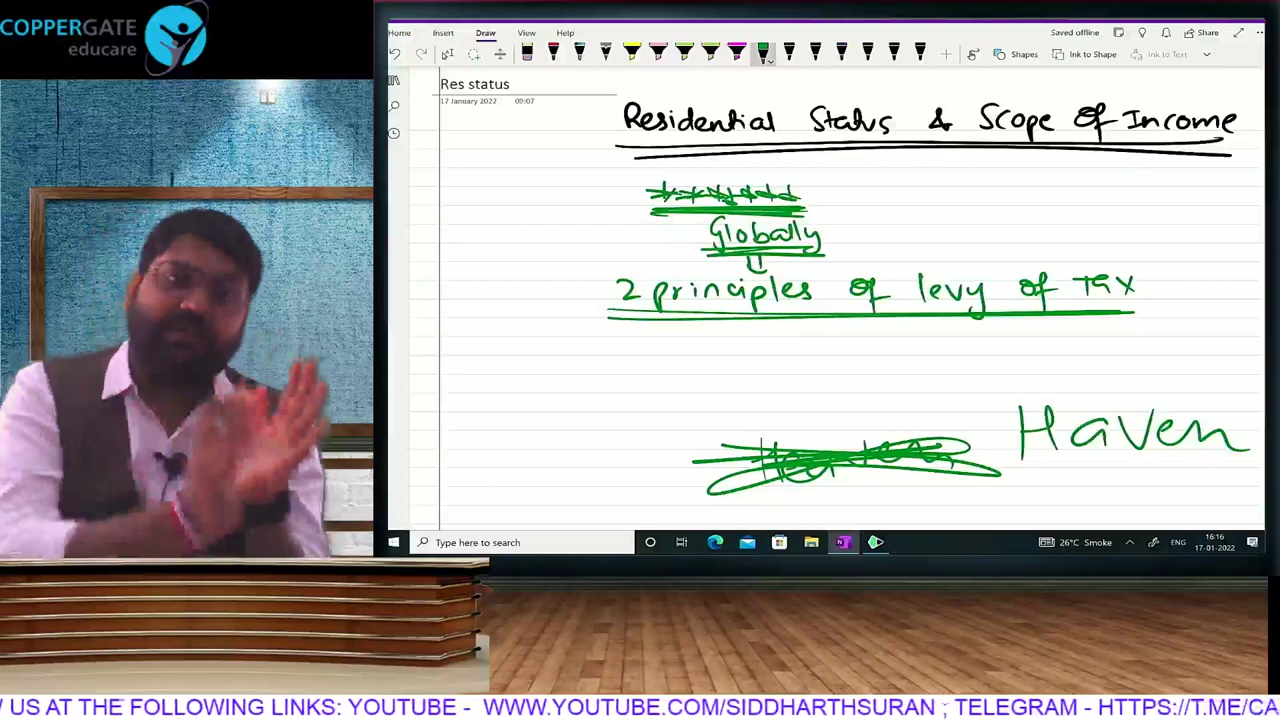 COPPERGATE
educare
Home Insert Draw View Help
Saved offline
Share
Shapes
Ink to Shape
Ink to Text
Res status
17 January 2022 09:07
Residential Status & Scope Of Income
Globally
2 principles of levy of Tax
Haven
Type here to search
26°C Smoke
ENG
16:16
17-01-2022
W US AT THE FOLLOWING LINKS: YOUTUBE - WWW.YOUTUBE.COM/SIDDHARTHSURAN ; TELEGRAM - HTTPS://T.ME/CA